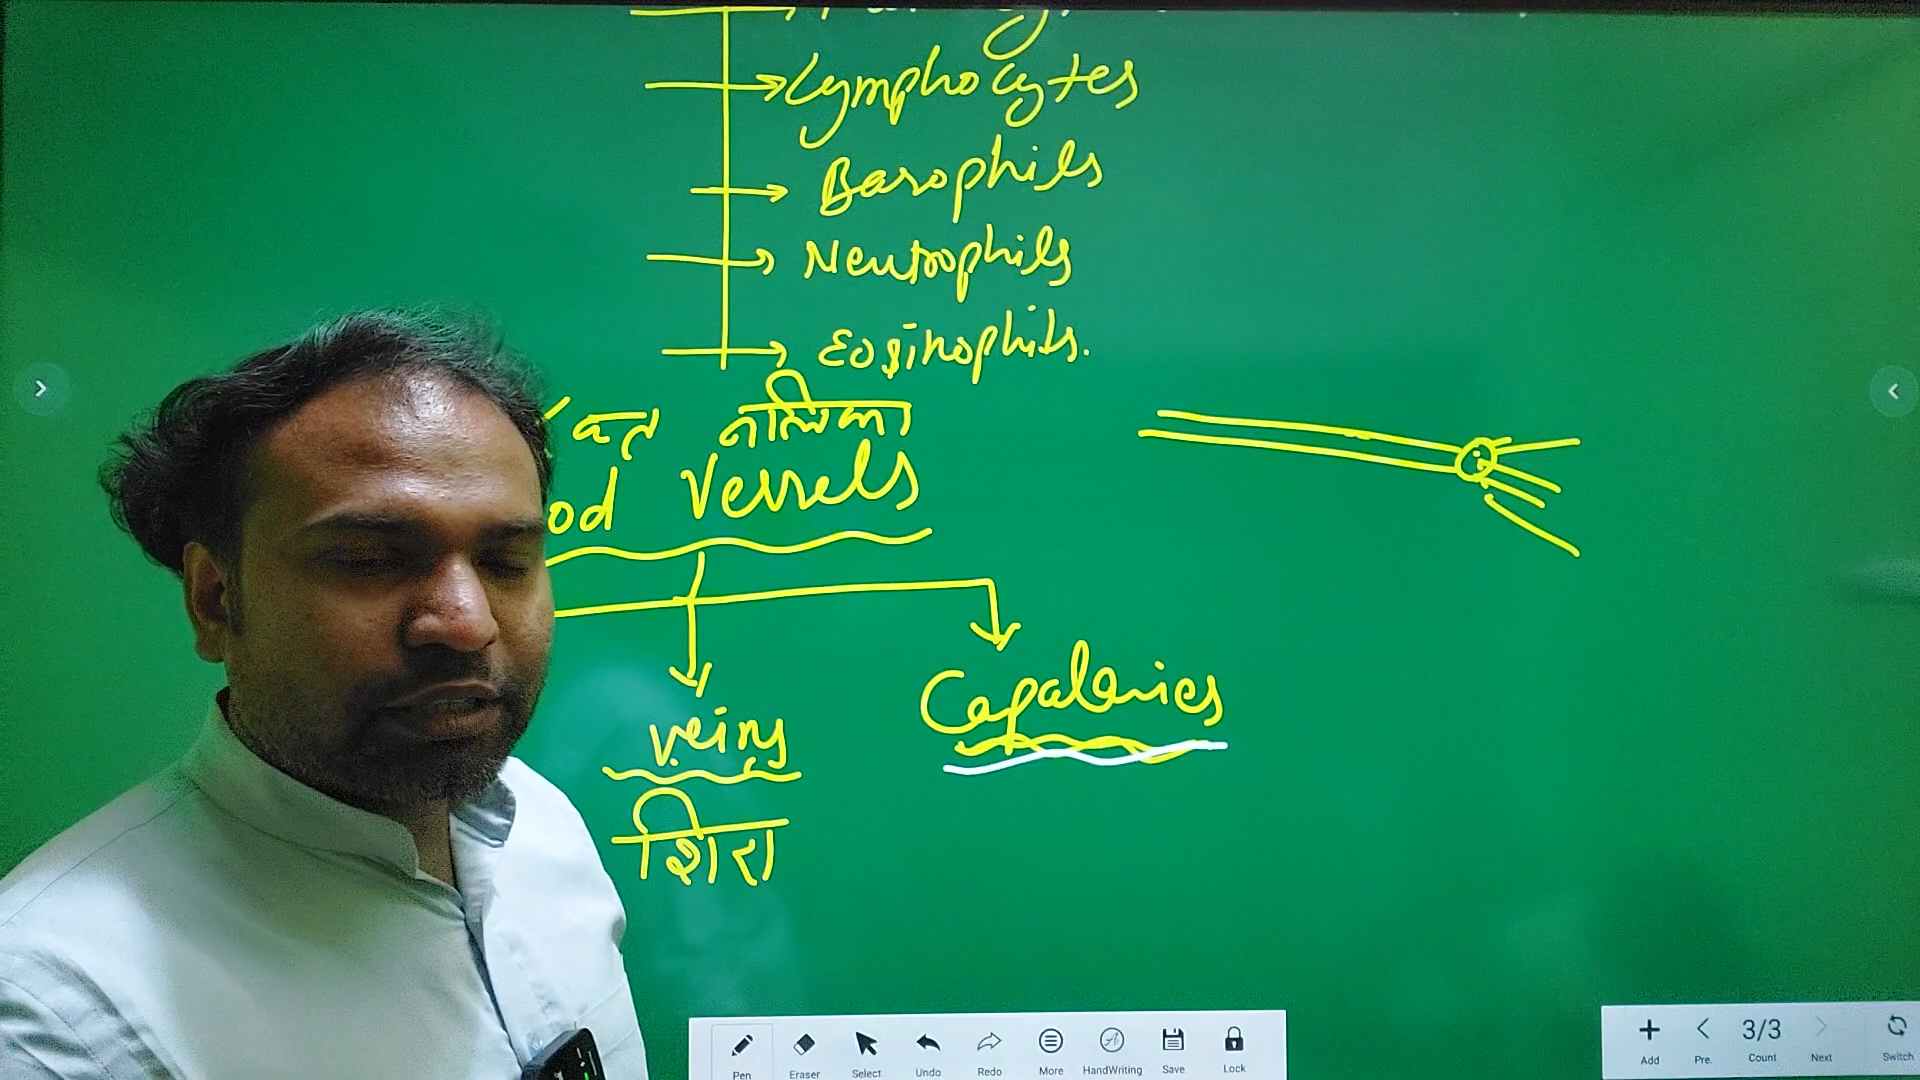 Lymphocytes
Basophils
Neutrophils
Eosinophils.
नलिका
od Vessels
veins
Capalaries
शिरा
Pen Eraser Select Undo Redo More HandWriting Save Lock
Add Pre. 3/3 Count Next Switch